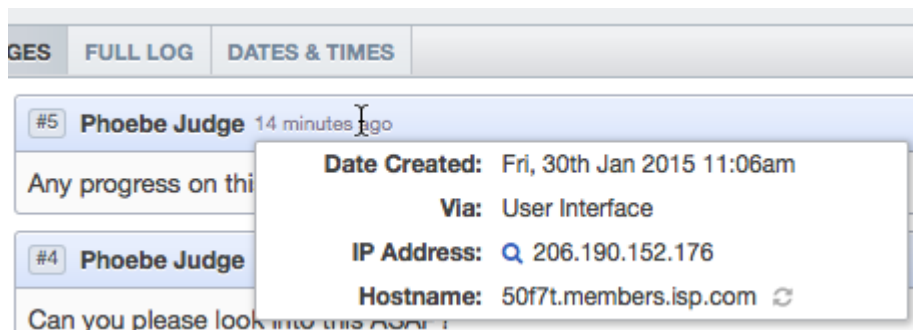 GES FULL LOG DATES & TIMES
#5 Phoebe Judge 14 minutes ago
Any progress on thi
Date Created: Fri, 30th Jan 2015 11:06am
Via: User Interface
IP Address: 206.190.152.176
Hostname: 50f7t.members.isp.com
#4 Phoebe Judge
Can you please look into this ASAP?